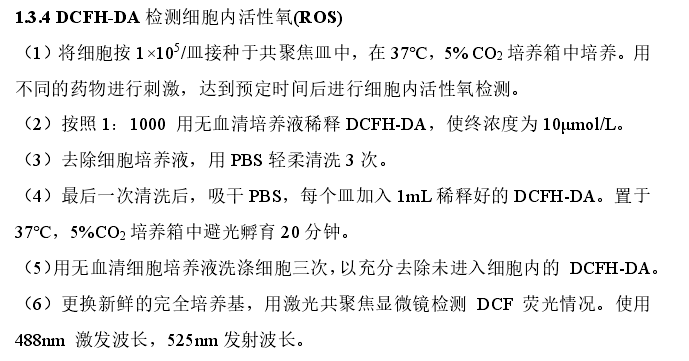 1.3.4 DCFH-DA 检测细胞内活性氧(ROS)
（1）将细胞按 1×10⁵/皿接种于共聚焦皿中，在 37℃，5% CO₂ 培养箱中培养。用
不同的药物进行刺激，达到预定时间后进行细胞内活性氧检测。
（2）按照 1：1000 用无血清培养液稀释 DCFH-DA，使终浓度为 10μmol/L。
（3）去除细胞培养液，用 PBS 轻柔清洗 3 次。
（4）最后一次清洗后，吸干 PBS，每个皿加入 1mL 稀释好的 DCFH-DA。置于
37℃，5%CO₂ 培养箱中避光孵育 20 分钟。
（5）用无血清细胞培养液洗涤细胞三次，以充分去除未进入细胞内的 DCFH-DA。
（6）更换新鲜的完全培养基，用激光共聚焦显微镜检测 DCF 荧光情况。使用
488nm 激发波长，525nm 发射波长。